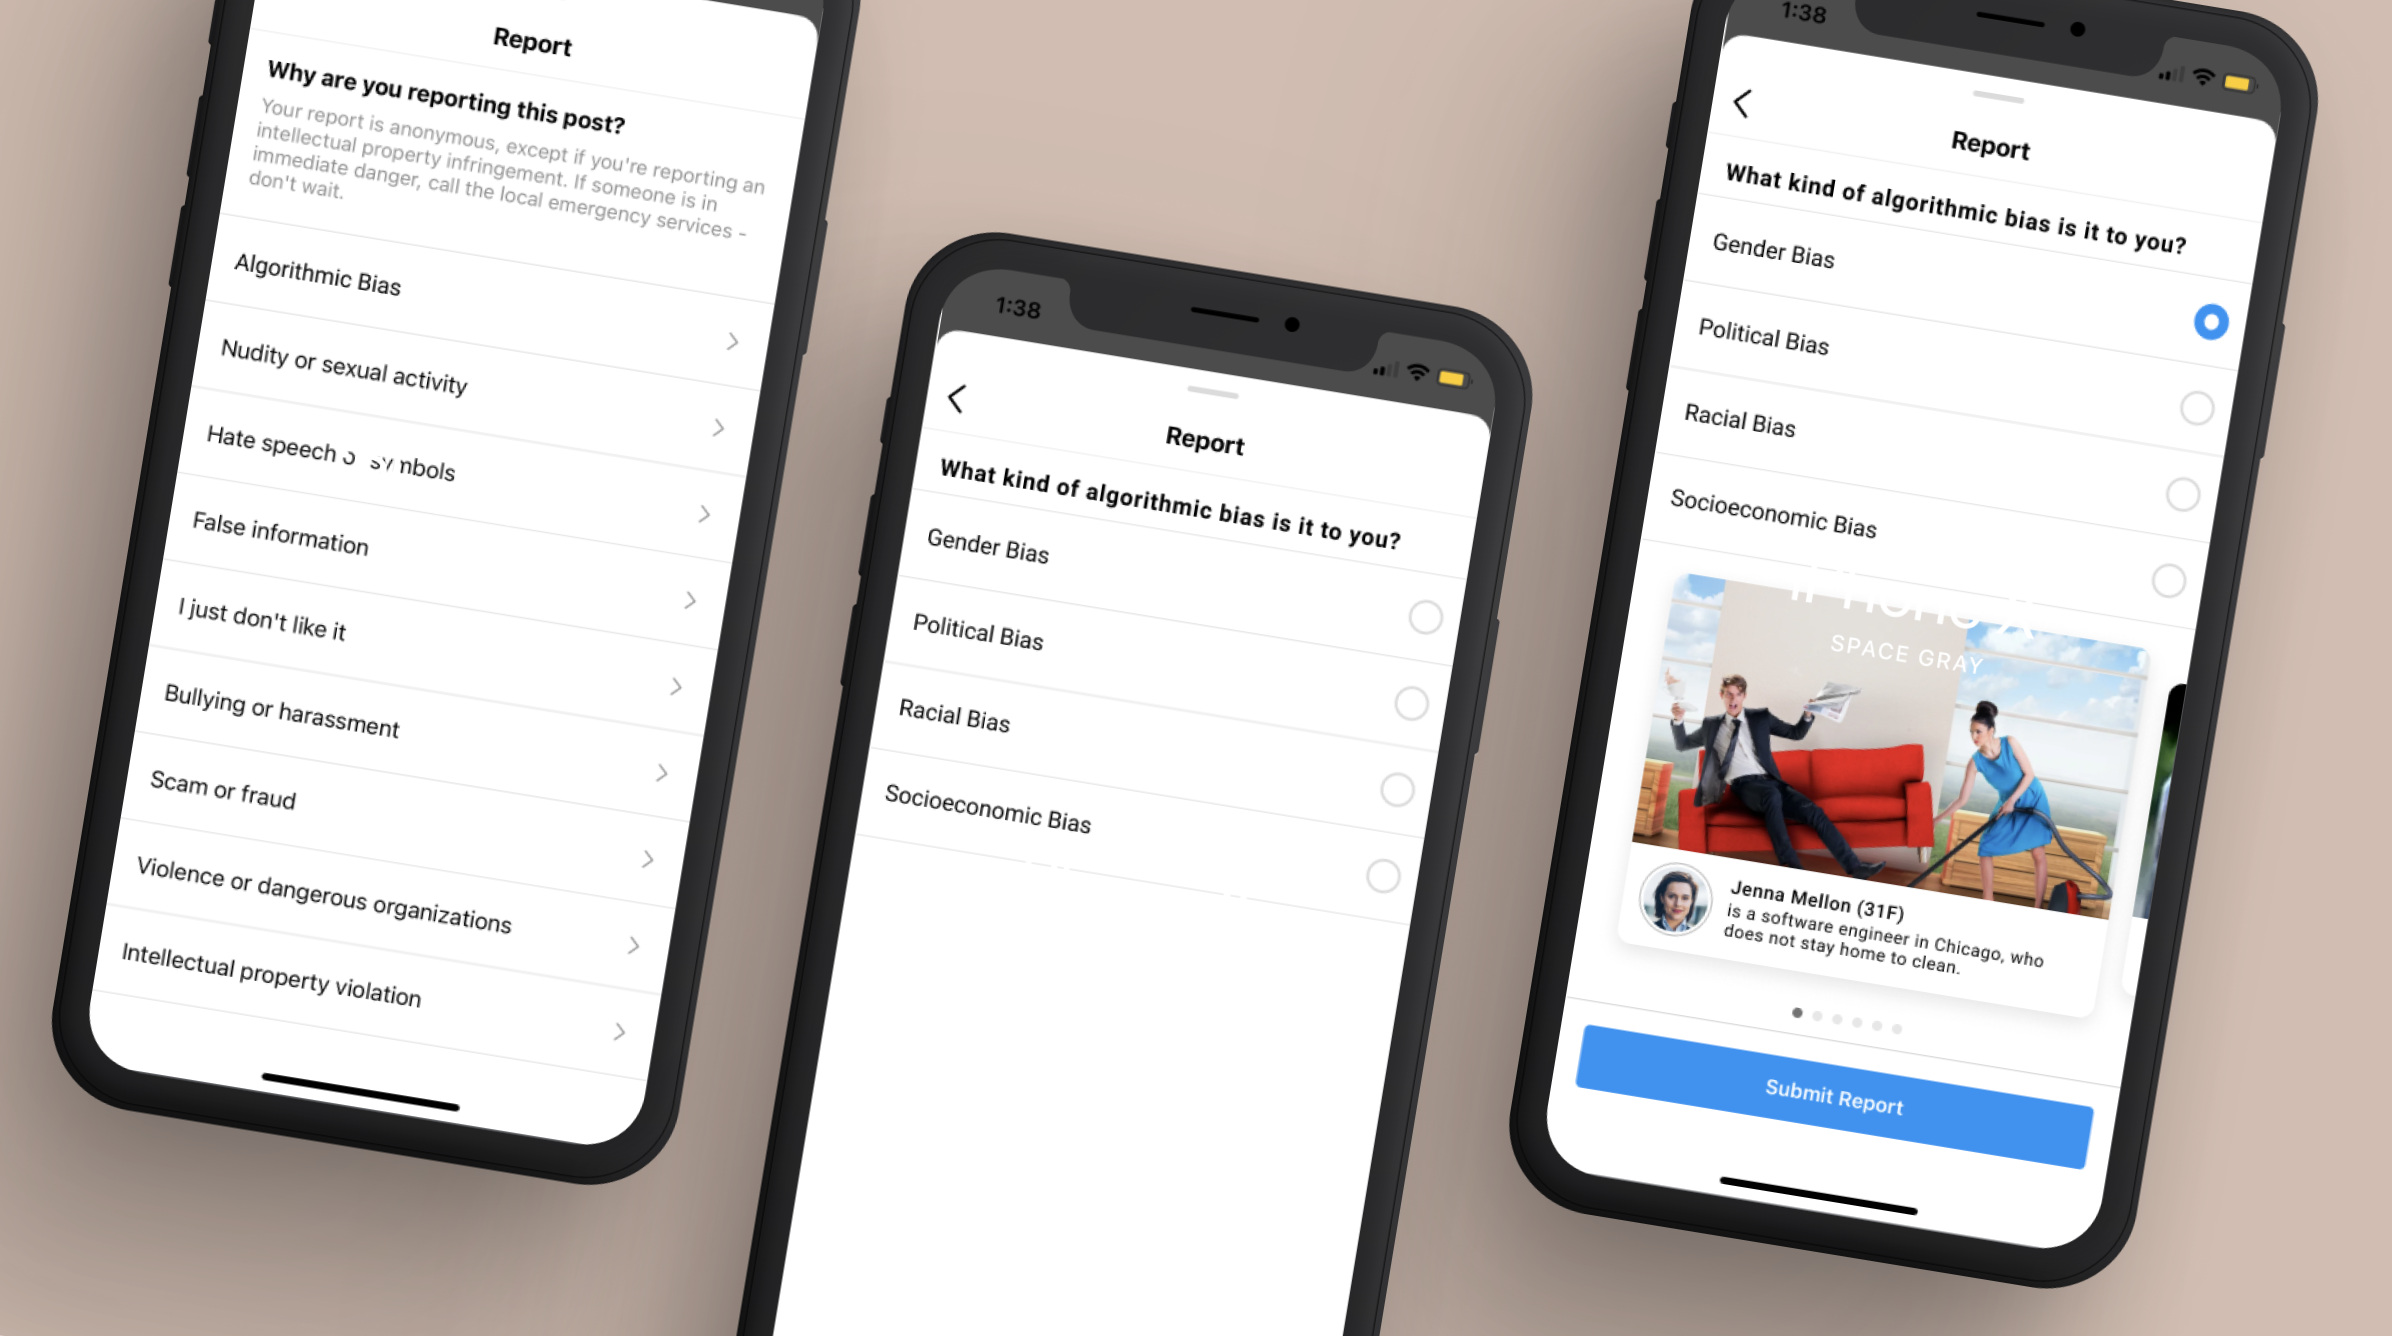 Report
Why are you reporting this post?
Your report is anonymous, except if you're reporting an
intellectual property infringement. If someone is in
immediate danger, call the local emergency services -
don't wait.
Algorithmic Bias
Nudity or sexual activity
Hate speech
False information
I just don't like it
Bullying or harassment
Scam or fraud
Violence or dangerous organizations
Intellectual property violation
1:38
Report
What kind of algorithmic bias is it to you?
Gender Bias
Political Bias
Racial Bias
Socioeconomic Bias
1:38
Report
What kind of algorithmic bias is it to you?
Gender Bias
Political Bias
Racial Bias
Socioeconomic Bias
iPhone X
SPACE GRAY
Jenna Mellon (31F)
is a software engineer in Chicago, who
does not stay home to clean.
Submit Report